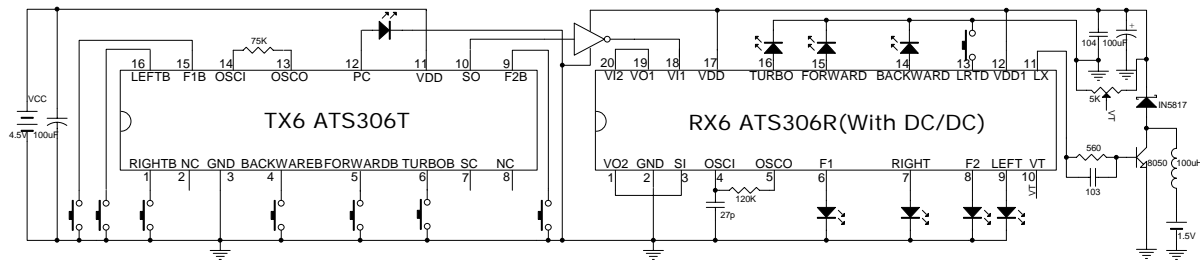 75K
104
100uF
16 15 14 13 12 11 10 9
LEFTB F1B OSCI OSCO PC VDD SO F2B
20 19 18 17 16 15 14 13 12 11
VI2 VO1 VI1 VDD TURBO FORWARD BACKWARD LRTD VDD1 LX
5K
VT
IN5817
VCC
4.5V 100uF
TX6 ATS306T
RX6 ATS306R(With DC/DC)
560
8050
100uH
103
RIGHTB NC GND BACKWAREB FORWARDB TURBOB SC NC
1 2 3 4 5 6 7 8
VO2 GND SI OSCI OSCO F1 RIGHT F2 LEFT VT
1 2 3 4 5 6 7 8 9 10
VT
120K
27p
1.5V